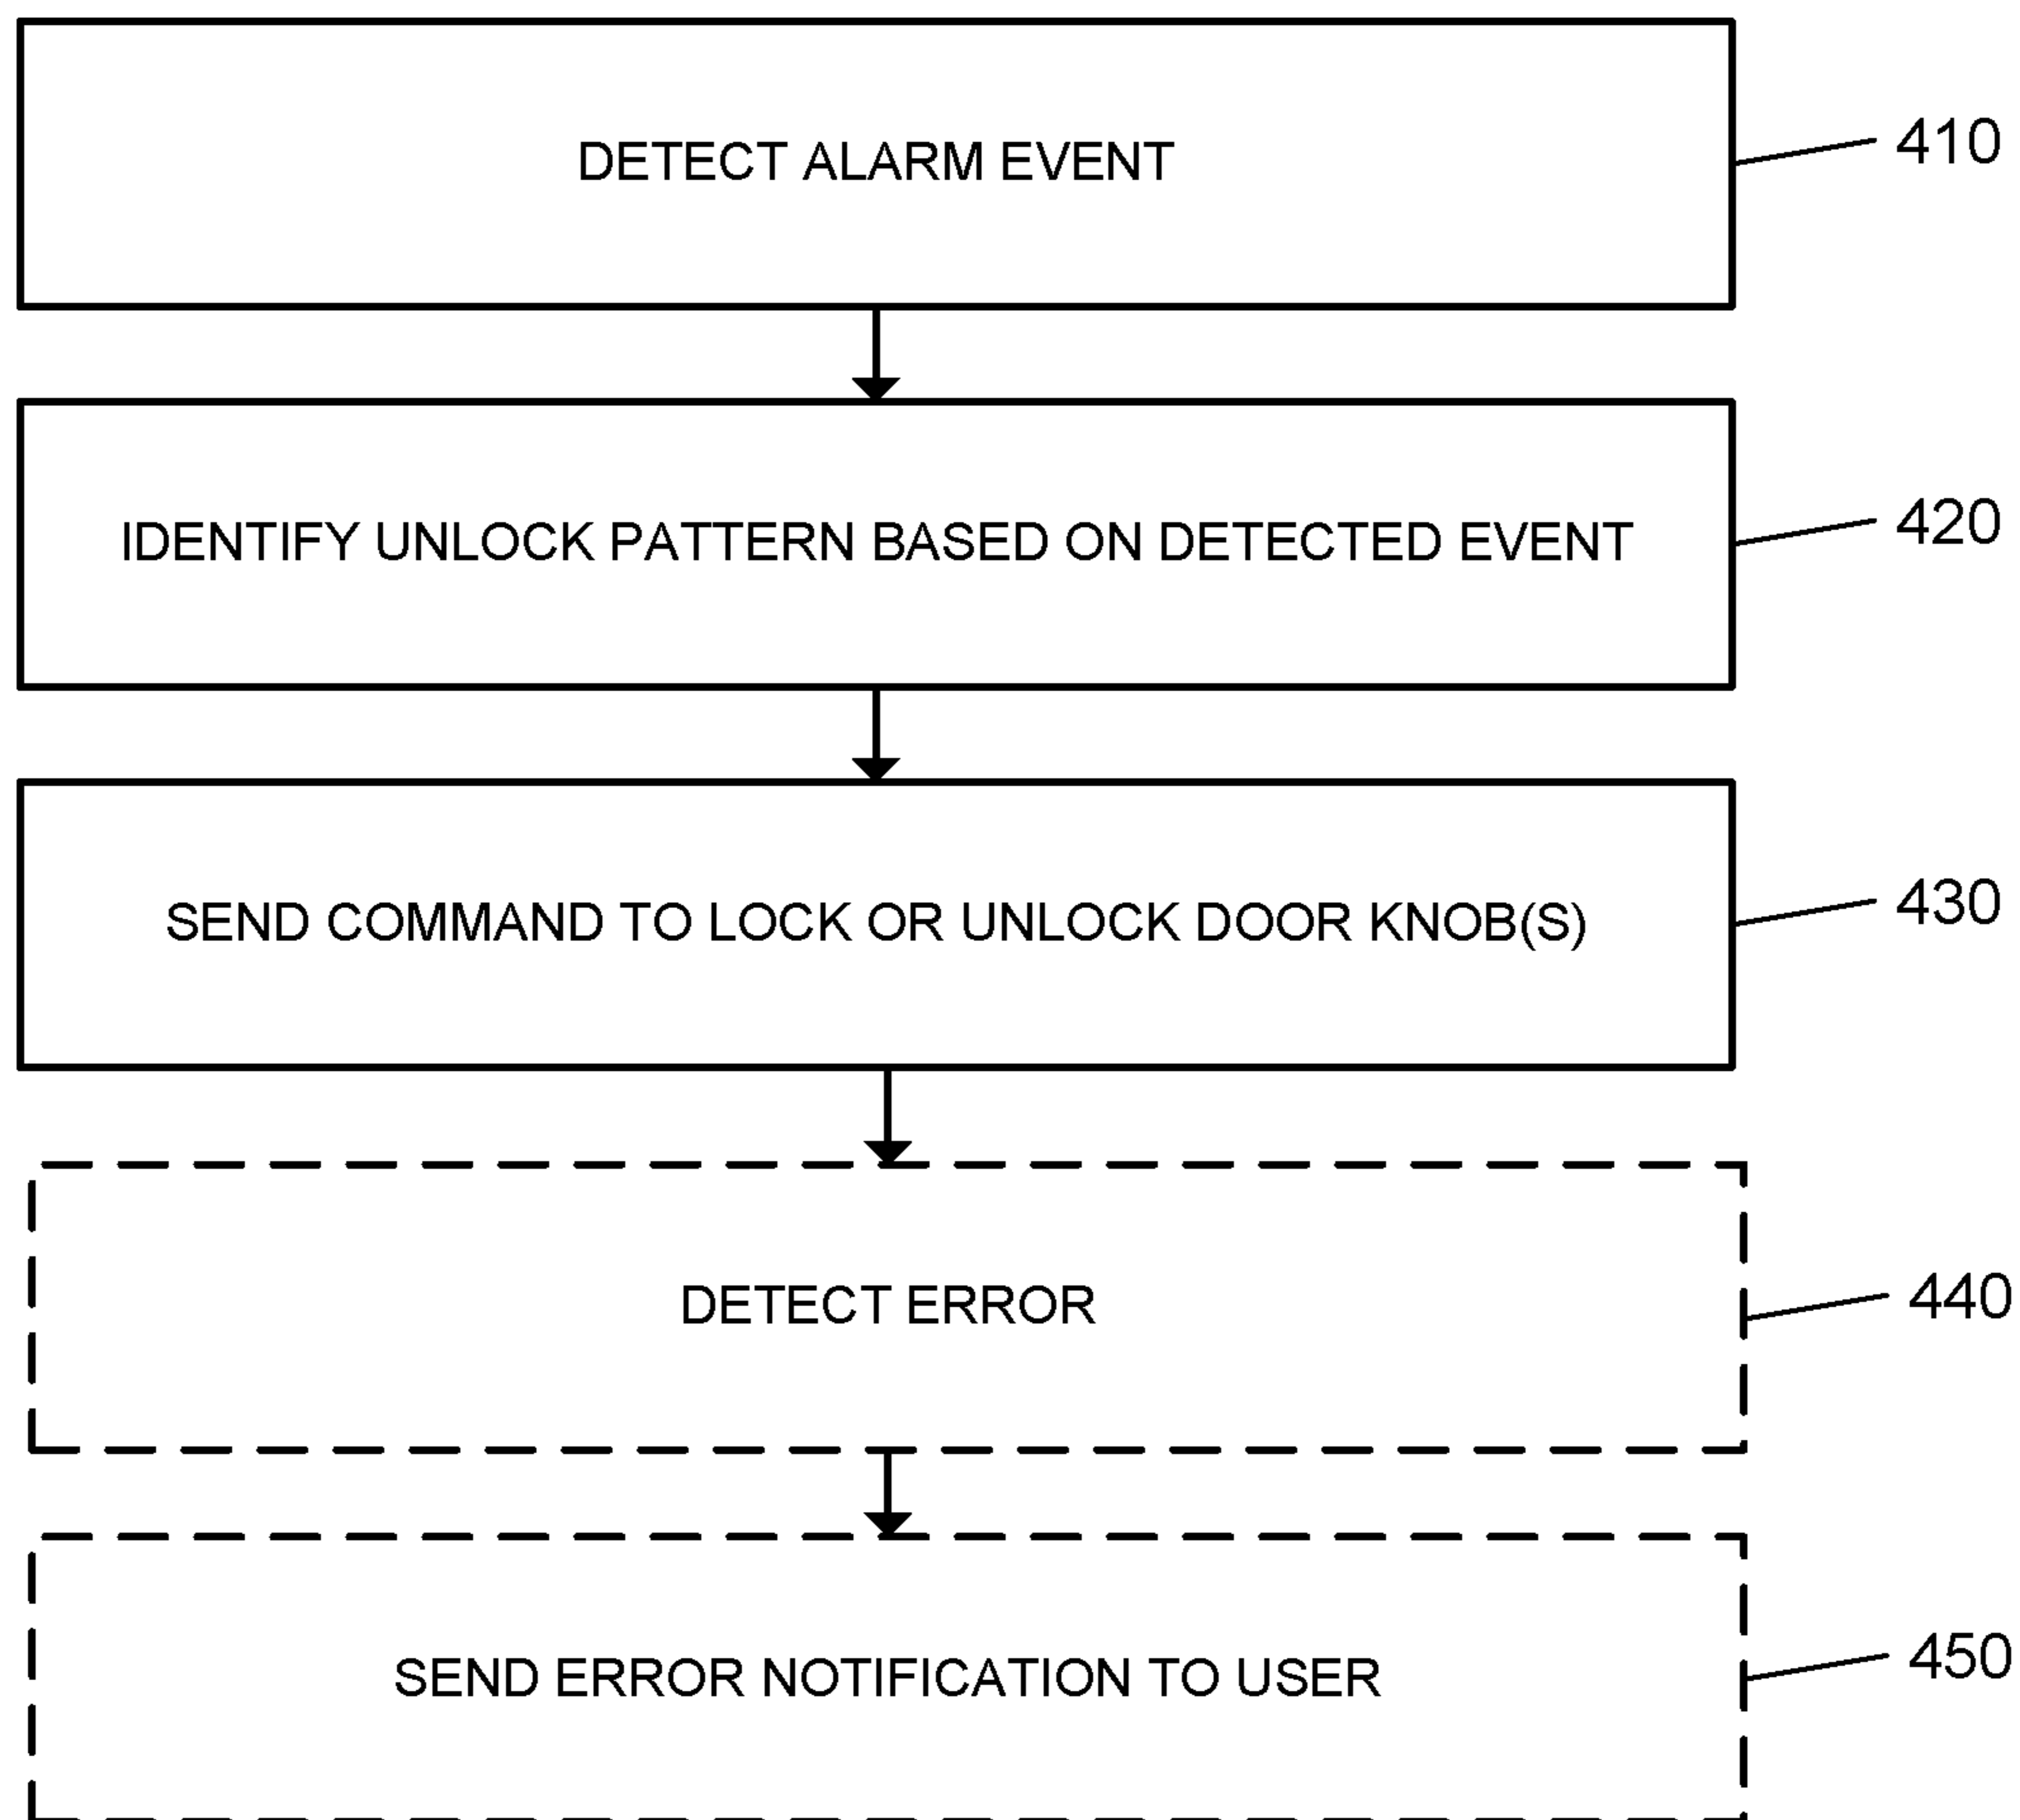 DETECT ALARM EVENT
410
IDENTIFY UNLOCK PATTERN BASED ON DETECTED EVENT
420
SEND COMMAND TO LOCK OR UNLOCK DOOR KNOB(S)
430
DETECT ERROR
440
SEND ERROR NOTIFICATION TO USER
450